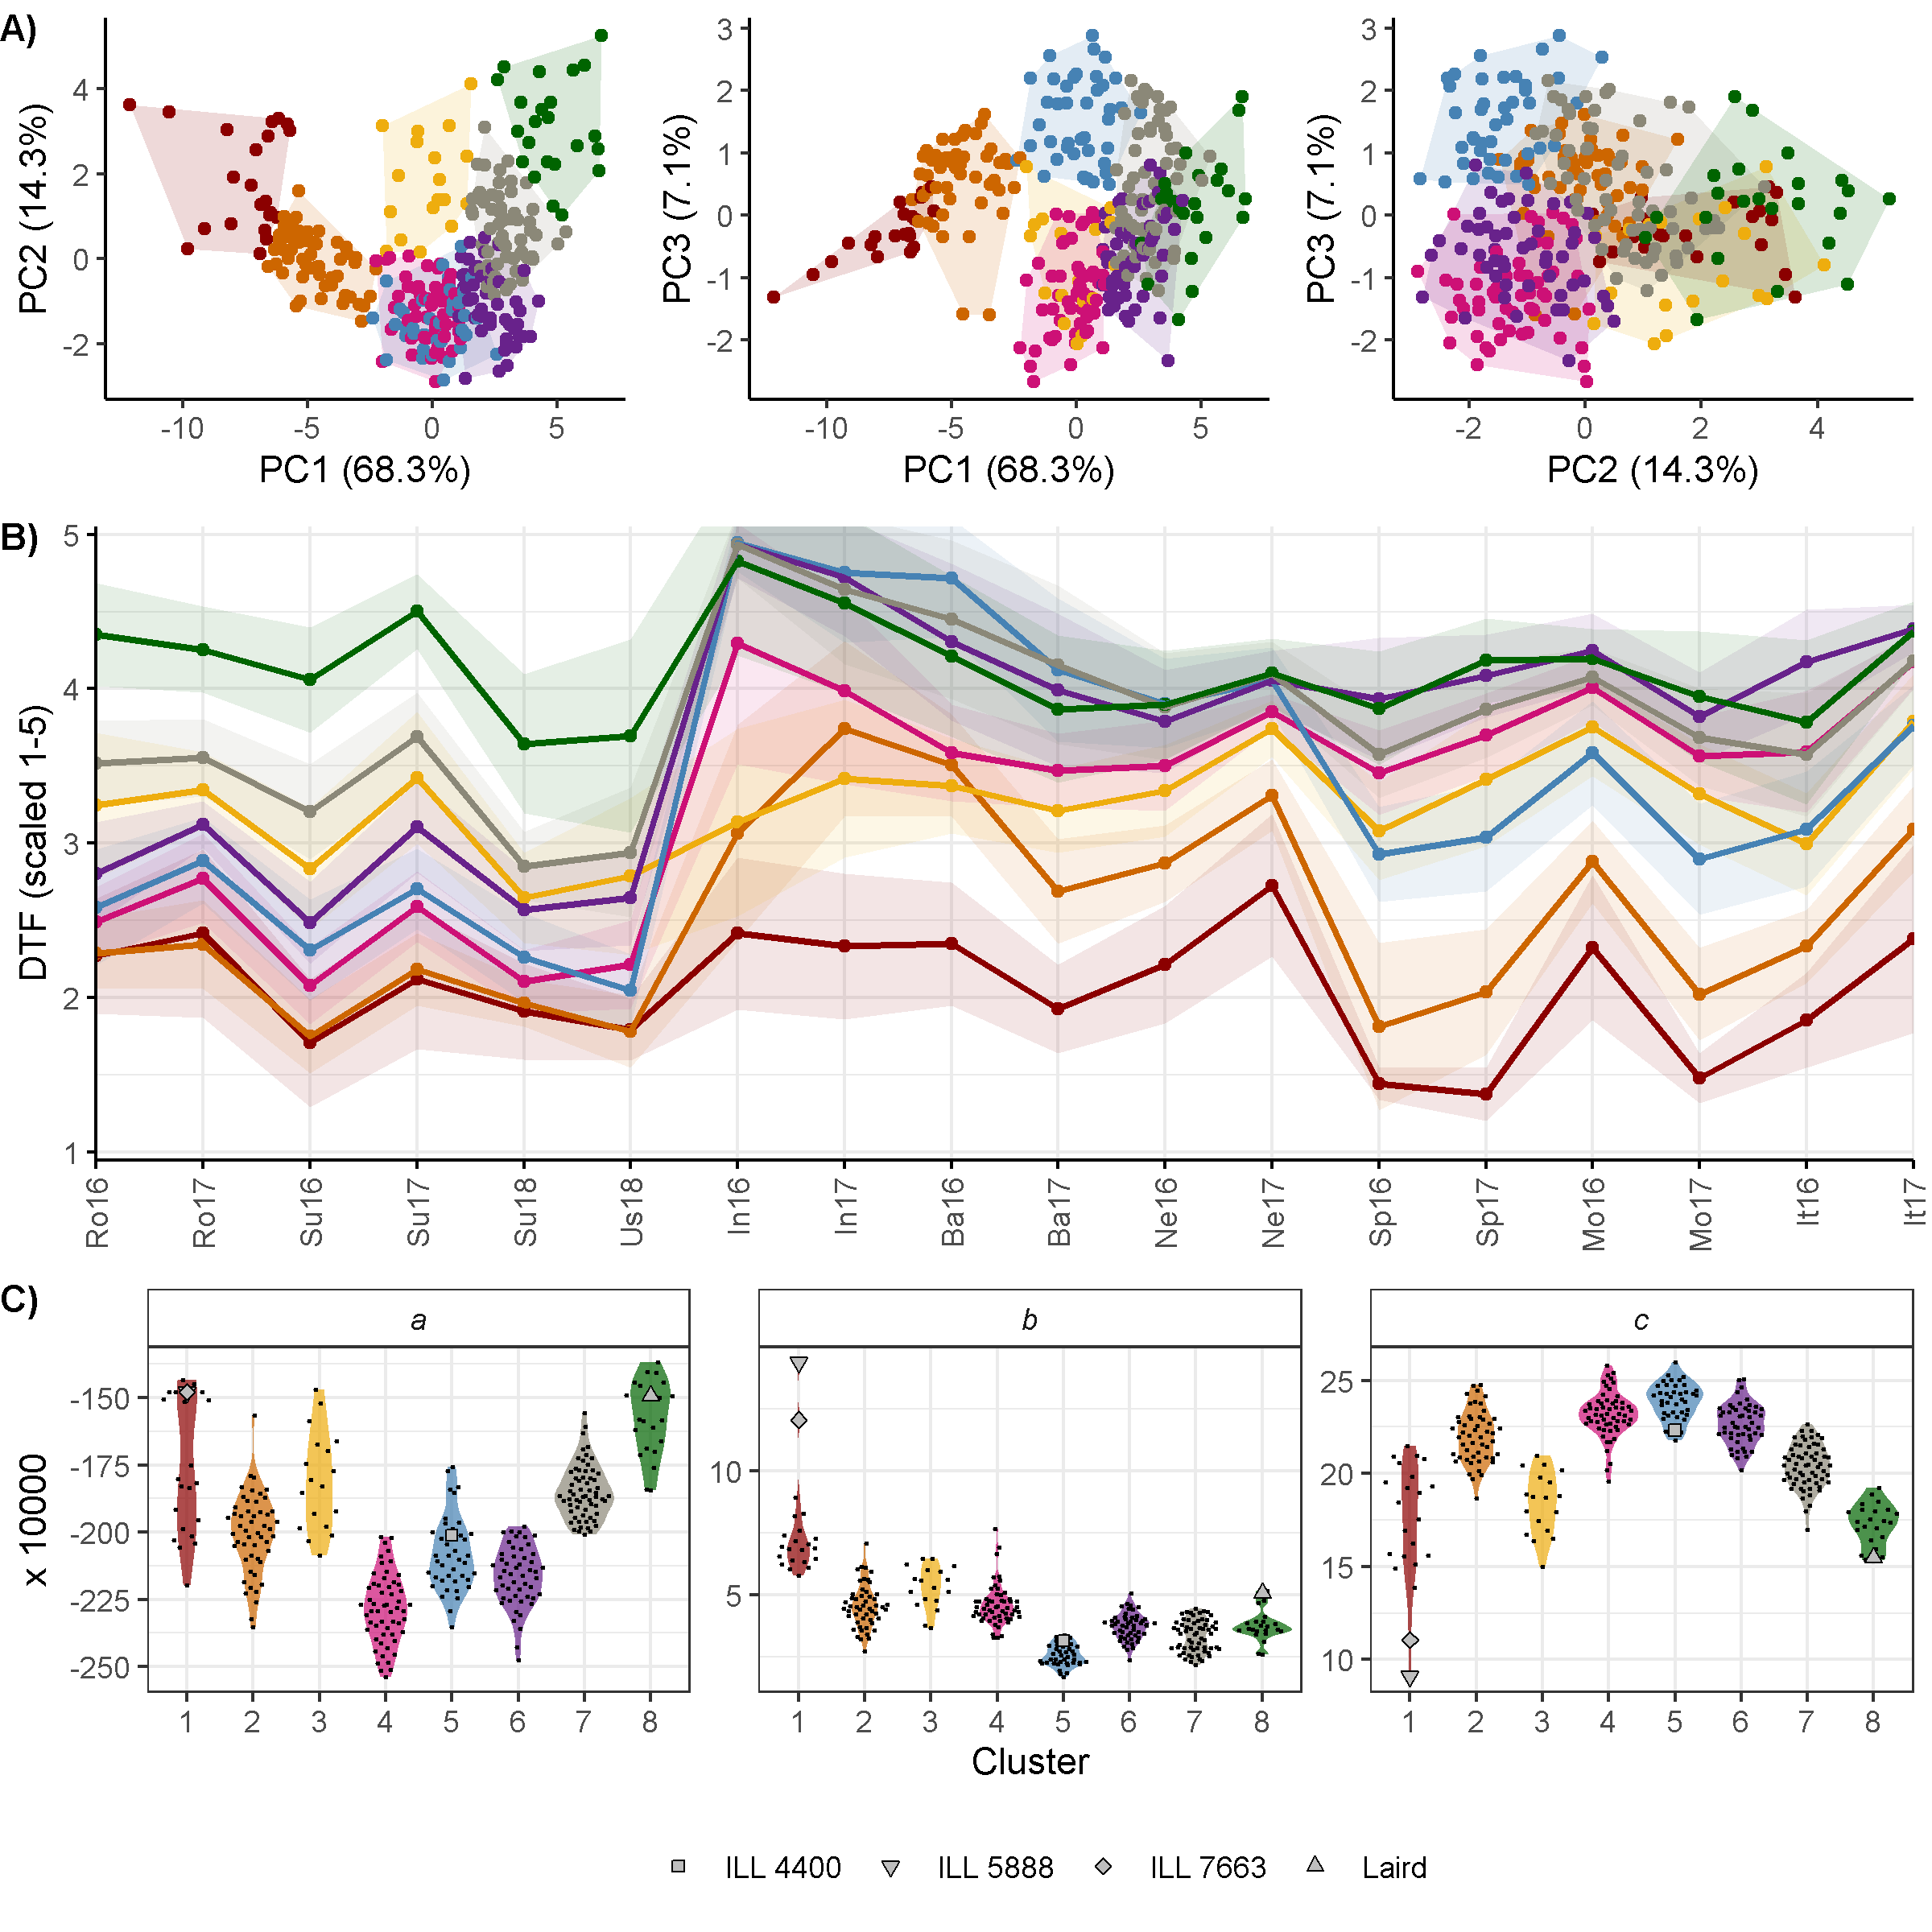 A)
PC2 (14.3%)
4
2
0
-2
-10 -5 0 5
PC1 (68.3%)
PC3 (7.1%)
3
2
1
0
-1
-2
-10 -5 0 5
PC1 (68.3%)
PC3 (7.1%)
3
2
1
0
-1
-2
-2 0 2 4
PC2 (14.3%)
B)
DTF (scaled 1-5)
5
4
3
2
1
Ro16 Ro17 Su16 Su17 Su18 Us18 In16 In17 Ba16 Ba17 Ne16 Ne17 Sp16 Sp17 Mo16 Mo17 It16 It17
C)
a b c
x 10000
-150
-175
-200
-225
-250
1 2 3 4 5 6 7 8
10
5
1 2 3 4 5 6 7 8
25
20
15
10
1 2 3 4 5 6 7 8
Cluster
ILL 4400 ILL 5888 ILL 7663 Laird